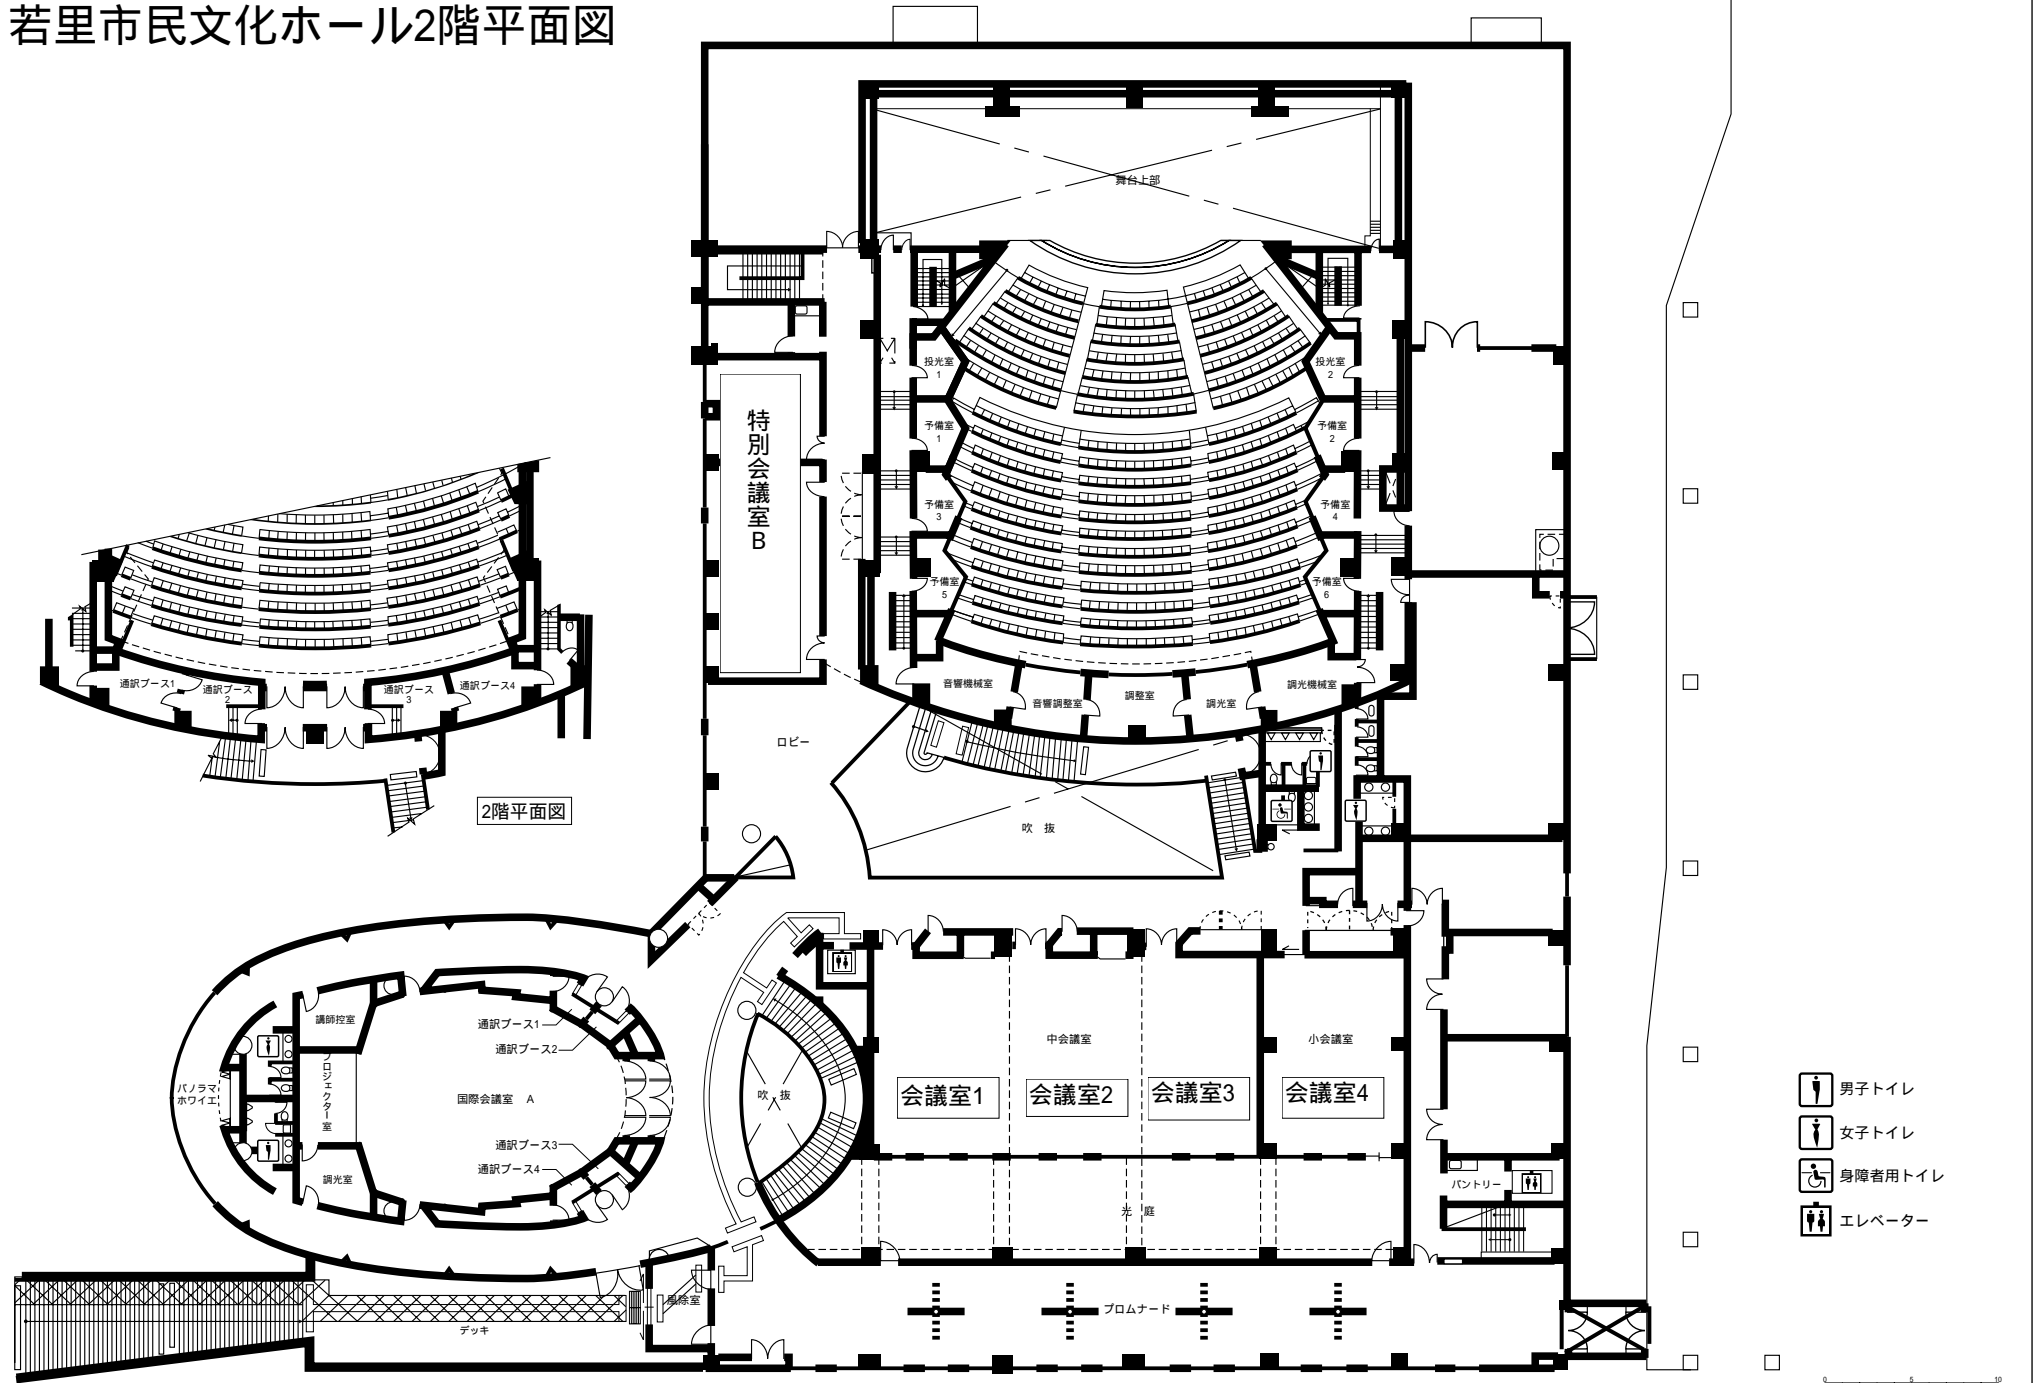 若里市民文化ホール2階平面図
舞台上部
投光室
1
投光室
2
予備室
1
予備室
2
特別会議室B
予備室
3
予備室
4
予備室
5
予備室
6
通訳ブース1
通訳ブース
2
通訳ブース
3
通訳ブース4
音響機械室
音響調整室
調整室
調光室
調光機械室
ロビー
2階平面図
吹 抜
講師控室
通訳ブース1
通訳ブース2
プロジェクター室
パノラマ
ホワイエ
国際会議室 A
吹 抜
中会議室
小会議室
会議室1
会議室2
会議室3
会議室4
通訳ブース3
通訳ブース4
調光室
パントリー
光 庭
風除室
プロムナード
デッキ
男子トイレ
女子トイレ
身障者用トイレ
エレベーター
0 5 10